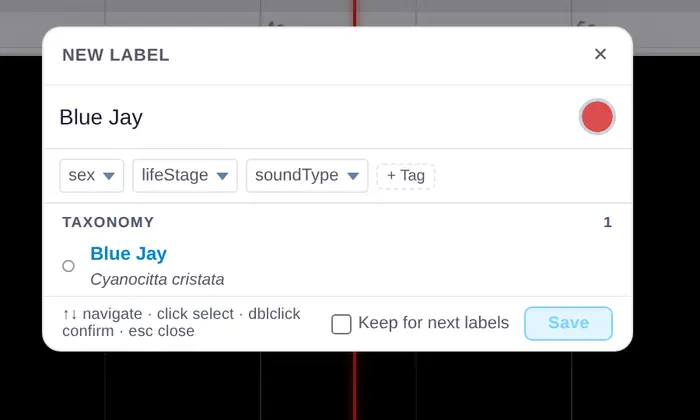 NEW LABEL ✕
Blue Jay
sex lifeStage soundType + Tag
TAXONOMY 1
Blue Jay
Cyanocitta cristata
↑↓ navigate · click select · dblclick
confirm · esc close
Keep for next labels Save